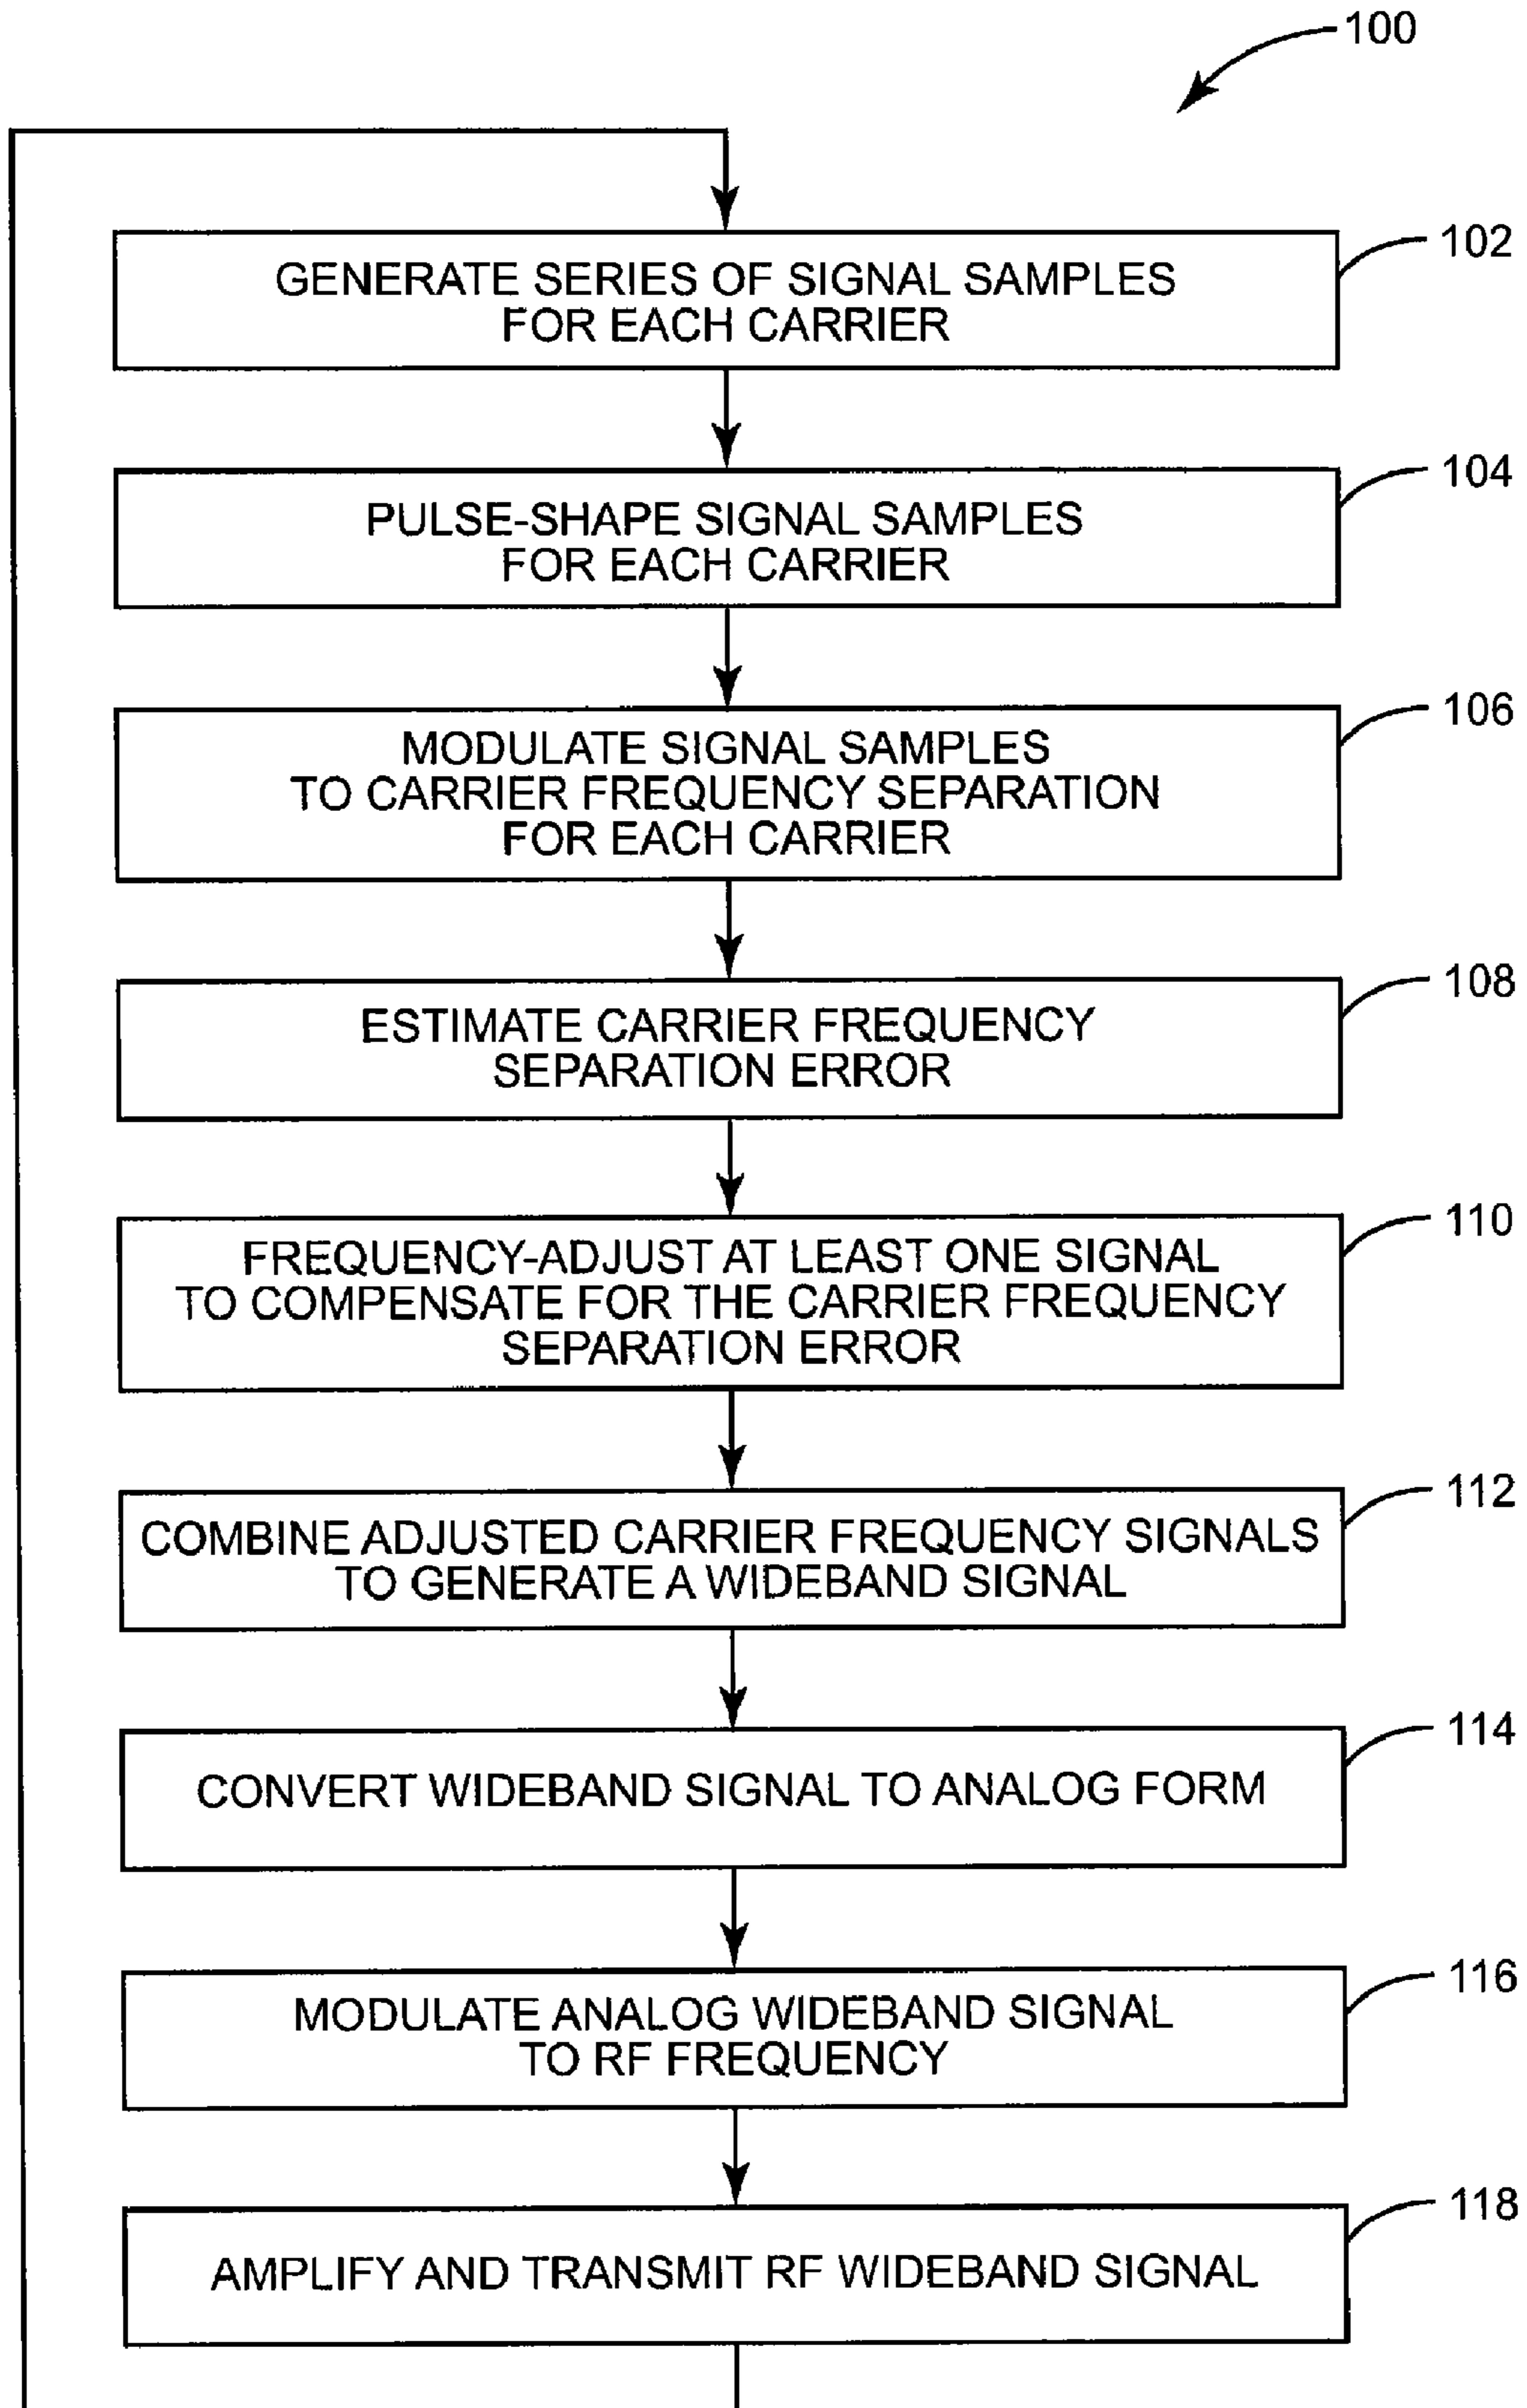 100
102
GENERATE SERIES OF SIGNAL SAMPLES
FOR EACH CARRIER
104
PULSE-SHAPE SIGNAL SAMPLES
FOR EACH CARRIER
106
MODULATE SIGNAL SAMPLES
TO CARRIER FREQUENCY SEPARATION
FOR EACH CARRIER
108
ESTIMATE CARRIER FREQUENCY
SEPARATION ERROR
110
FREQUENCY-ADJUST AT LEAST ONE SIGNAL
TO COMPENSATE FOR THE CARRIER FREQUENCY
SEPARATION ERROR
112
COMBINE ADJUSTED CARRIER FREQUENCY SIGNALS
TO GENERATE A WIDEBAND SIGNAL
114
CONVERT WIDEBAND SIGNAL TO ANALOG FORM
116
MODULATE ANALOG WIDEBAND SIGNAL
TO RF FREQUENCY
118
AMPLIFY AND TRANSMIT RF WIDEBAND SIGNAL